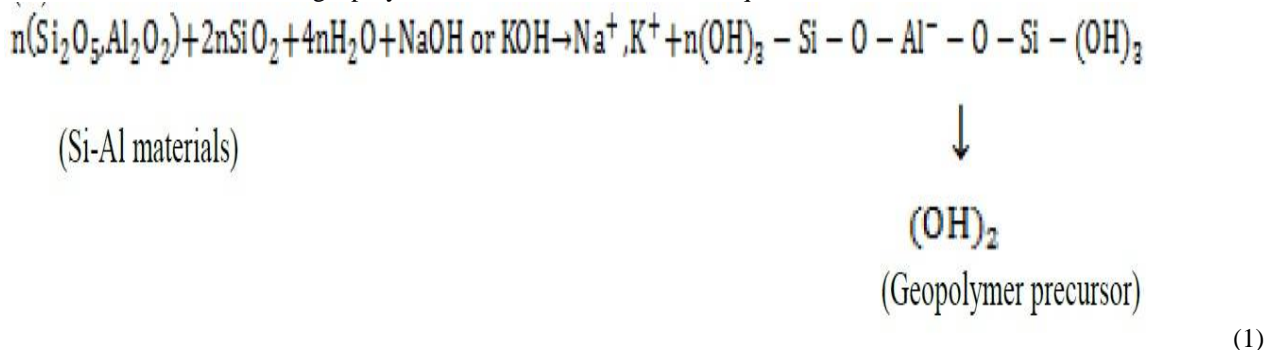 n(Si₂O₅,Al₂O₂)+2nSiO₂+4nH₂O+NaOH or KOH→Na⁺,K⁺+n(OH)₃ – Si – O – Al⁻ – O – Si – (OH)₃
(Si-Al materials)
↓
(OH)₂
(Geopolymer precursor)
(1)